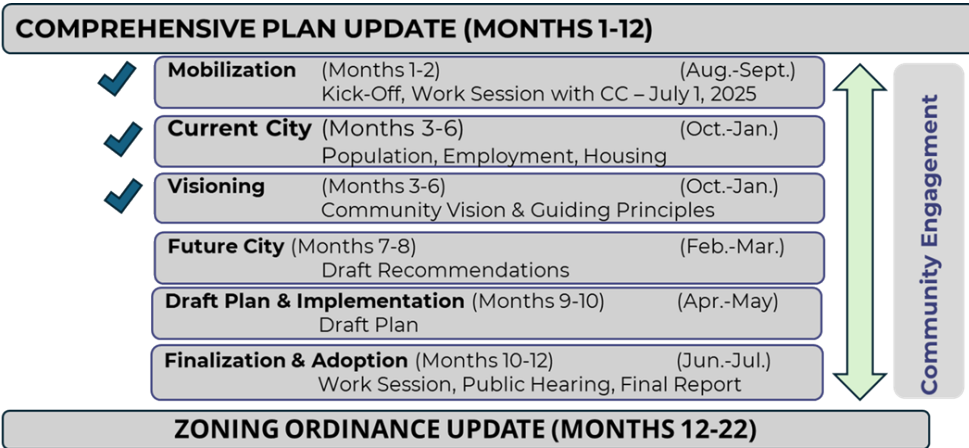 COMPREHENSIVE PLAN UPDATE (MONTHS 1-12)
Mobilization (Months 1-2) (Aug.-Sept.)
Kick-Off, Work Session with CC – July 1, 2025
Current City (Months 3-6) (Oct.-Jan.)
Population, Employment, Housing
Visioning (Months 3-6) (Oct.-Jan.)
Community Vision & Guiding Principles
Future City (Months 7-8) (Feb.-Mar.)
Draft Recommendations
Draft Plan & Implementation (Months 9-10) (Apr.-May)
Draft Plan
Finalization & Adoption (Months 10-12) (Jun.-Jul.)
Work Session, Public Hearing, Final Report
Community Engagement
ZONING ORDINANCE UPDATE (MONTHS 12-22)